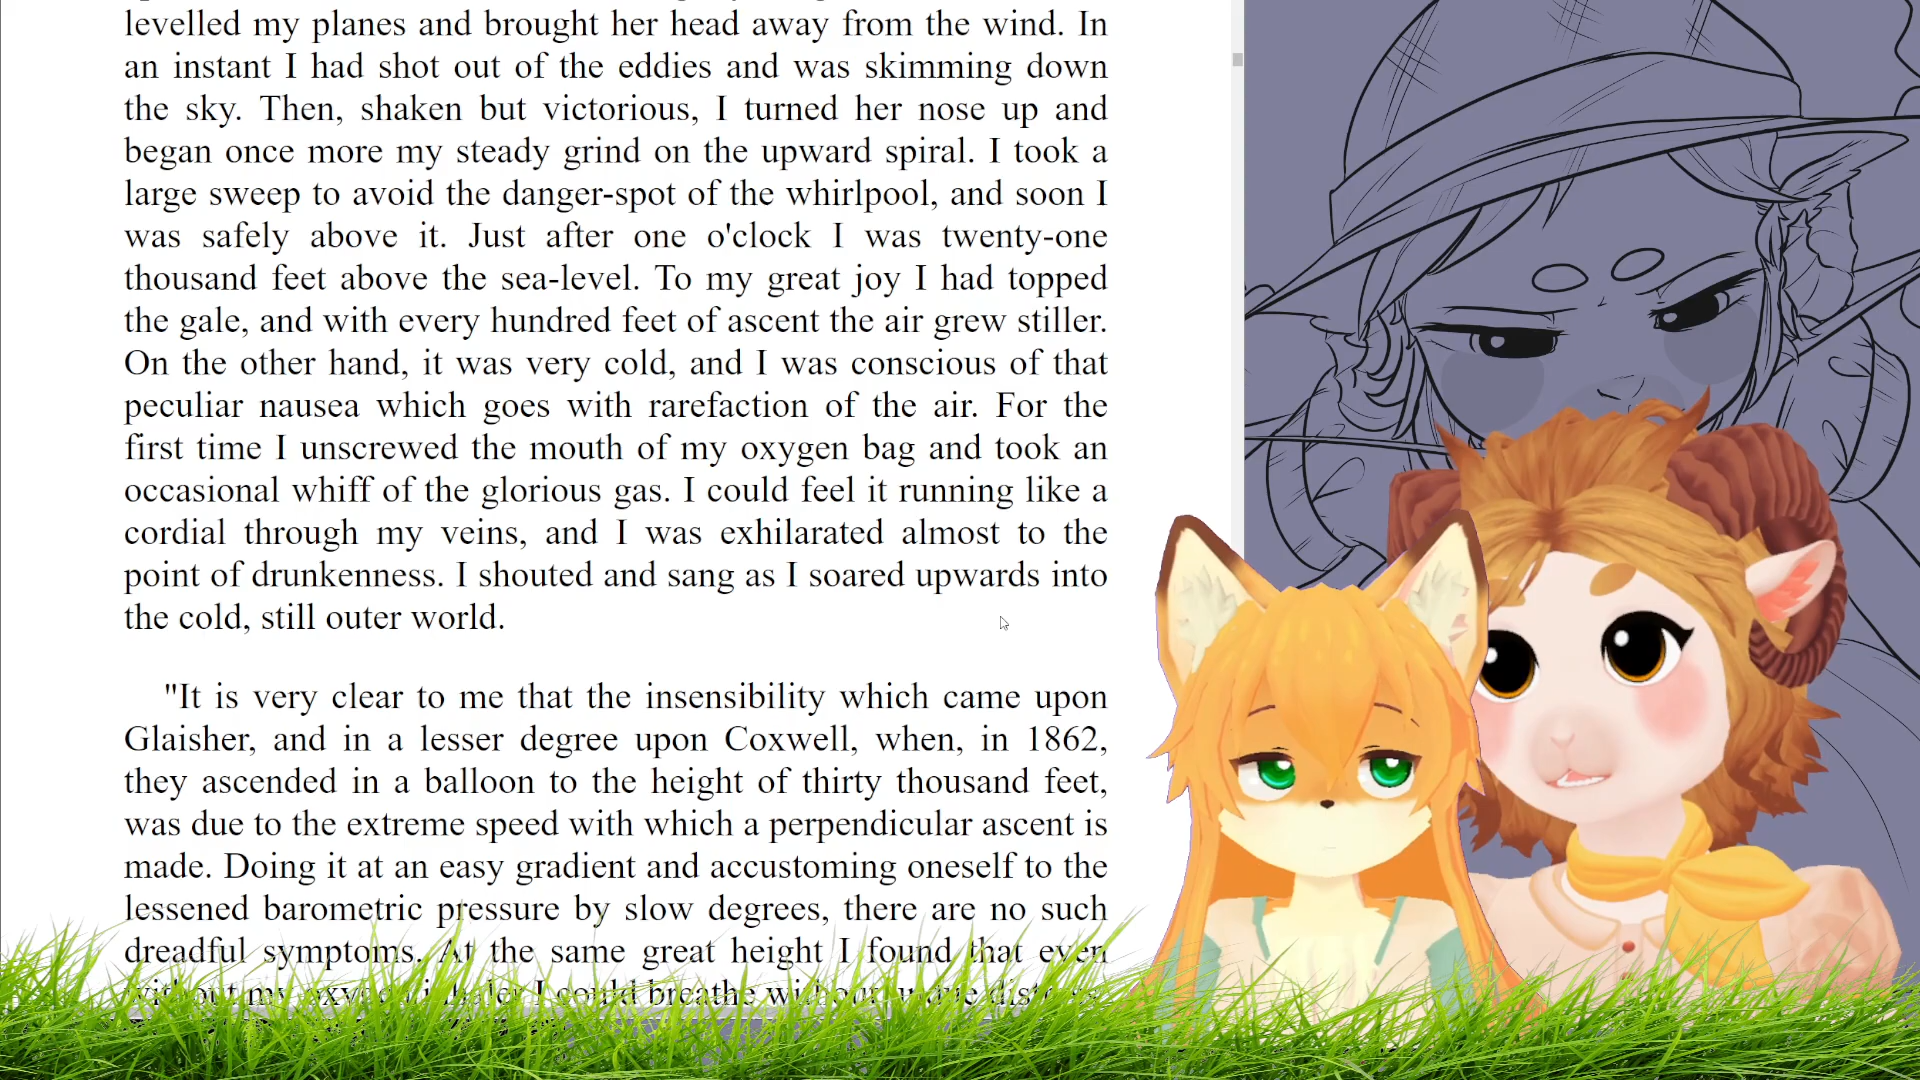 levelled my planes and brought her head away from the wind. In
an instant I had shot out of the eddies and was skimming down
the sky. Then, shaken but victorious, I turned her nose up and
began once more my steady grind on the upward spiral. I took a
large sweep to avoid the danger-spot of the whirlpool, and soon I
was safely above it. Just after one o'clock I was twenty-one
thousand feet above the sea-level. To my great joy I had topped
the gale, and with every hundred feet of ascent the air grew stiller.
On the other hand, it was very cold, and I was conscious of that
peculiar nausea which goes with rarefaction of the air. For the
first time I unscrewed the mouth of my oxygen bag and took an
occasional whiff of the glorious gas. I could feel it running like a
cordial through my veins, and I was exhilarated almost to the
point of drunkenness. I shouted and sang as I soared upwards into
the cold, still outer world.
"It is very clear to me that the insensibility which came upon
Glaisher, and in a lesser degree upon Coxwell, when, in 1862,
they ascended in a balloon to the height of thirty thousand feet,
was due to the extreme speed with which a perpendicular ascent is
made. Doing it at an easy gradient and accustoming oneself to the
lessened barometric pressure by slow degrees, there are no such
dreadful symptoms. At the same great height I found that even
without my oxygen inhaler I could breathe without undue